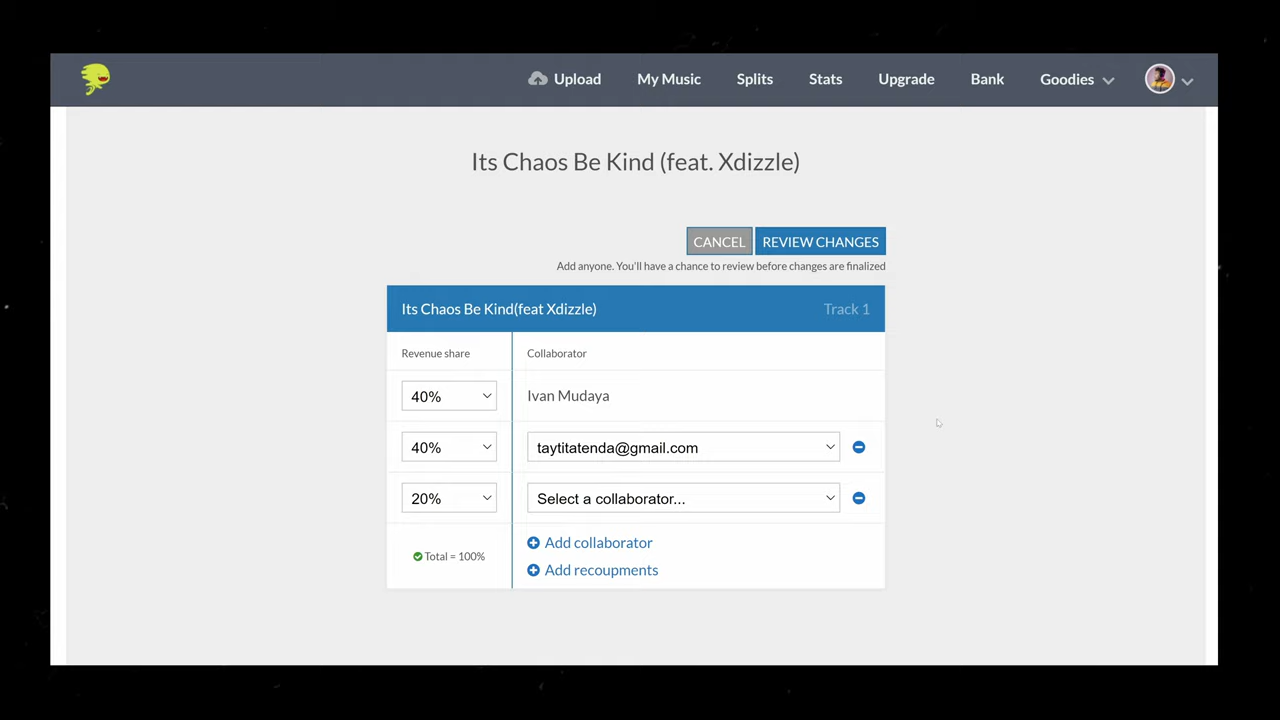 Upload My Music Splits Stats Upgrade Bank Goodies
Its Chaos Be Kind (feat. Xdizzle)
CANCEL REVIEW CHANGES
Add anyone. You'll have a chance to review before changes are finalized
Its Chaos Be Kind(feat Xdizzle) Track 1
Revenue share Collaborator
40% Ivan Mudaya
40% taytitatenda@gmail.com
20% Select a collaborator...
Add collaborator
Total = 100%
Add recoupments